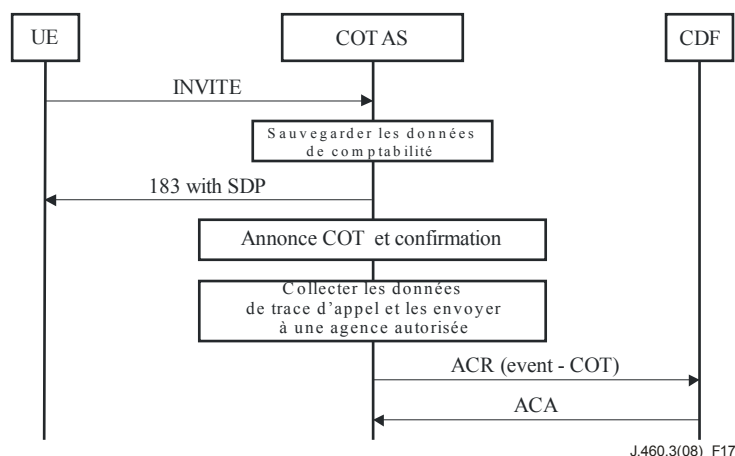 UE
COT AS
CDF
INVITE
Sauvegarder les données
de comptabilité
183 with SDP
Annonce COT et confirmation
Collecter les données
de trace d'appel et les envoyer
à une agence autorisée
ACR (event - COT)
ACA
J.460.3(08)_F17